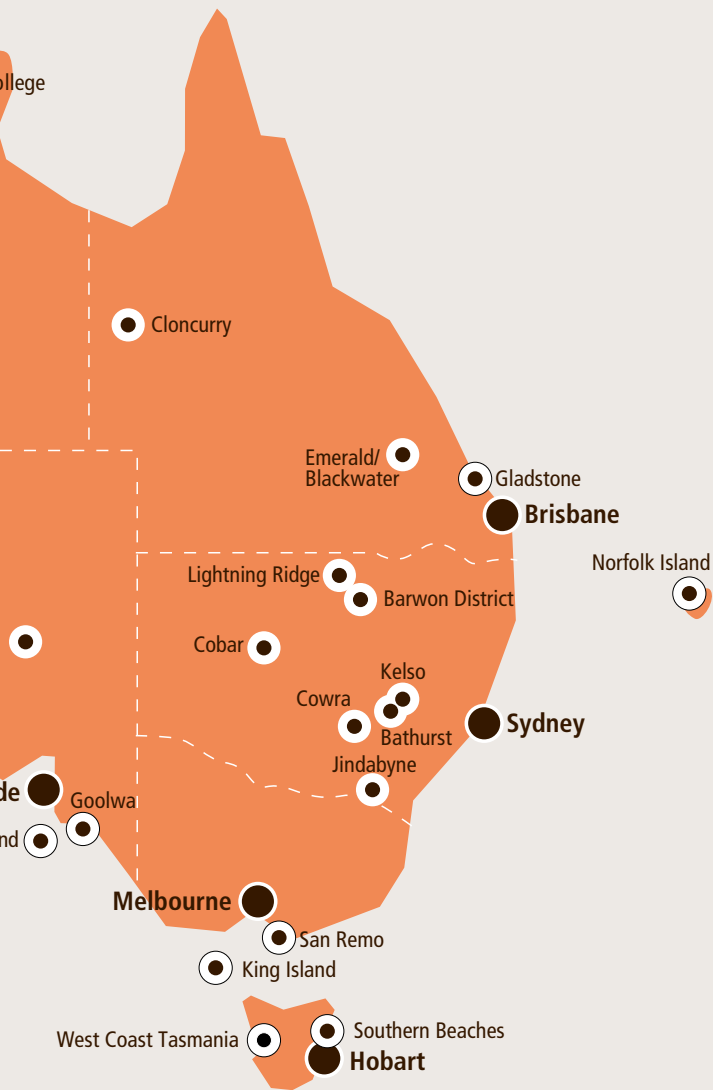 ollege
Cloncurry
Emerald/
Blackwater
Gladstone
Brisbane
Norfolk Island
Lightning Ridge
Barwon District
Cobar
Kelso
Cowra
Sydney
Bathurst
Jindabyne
de
Goolwa
nd
Melbourne
San Remo
King Island
Southern Beaches
West Coast Tasmania
Hobart